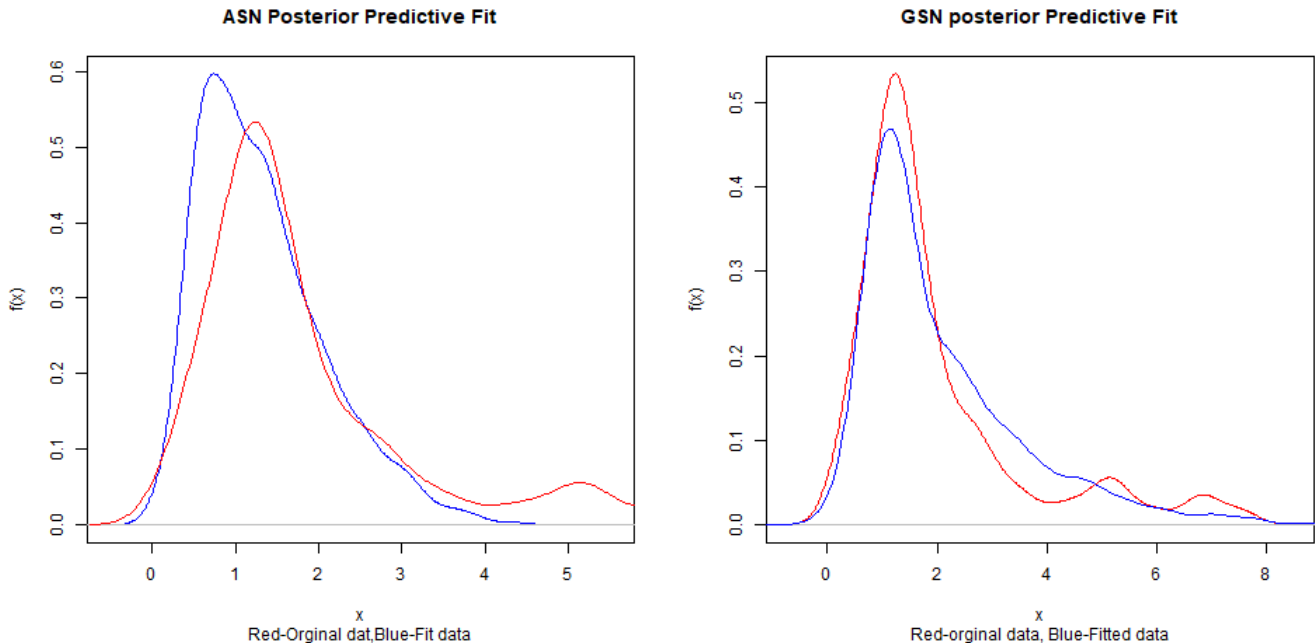 ASN Posterior Predictive Fit
f(x)
0.6
0.5
0.4
0.3
0.2
0.1
0.0
0 1 2 3 4 5
x
Red-Orginal dat,Blue-Fit data
GSN posterior Predictive Fit
f(x)
0.5
0.4
0.3
0.2
0.1
0.0
0 2 4 6 8
x
Red-orginal data, Blue-Fitted data